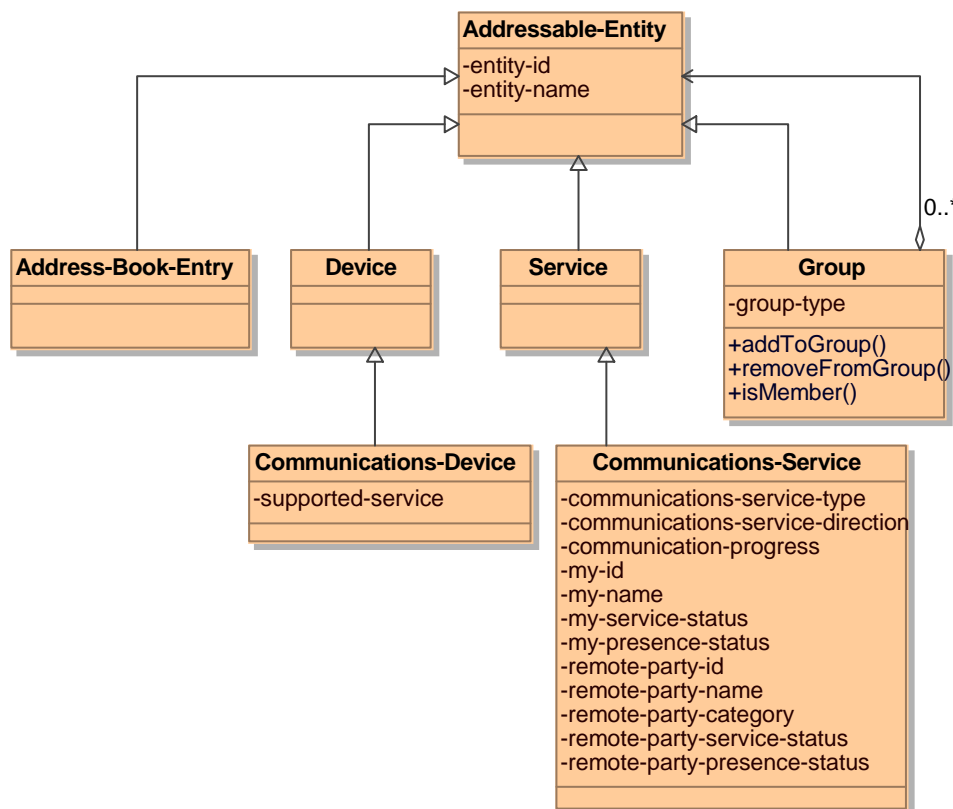 Addressable-Entity
-entity-id
-entity-name
0..*
Address-Book-Entry
Device
Service
Group
-group-type
+addToGroup()
+removeFromGroup()
+isMember()
Communications-Device
-supported-service
Communications-Service
-communications-service-type
-communications-service-direction
-communication-progress
-my-id
-my-name
-my-service-status
-my-presence-status
-remote-party-id
-remote-party-name
-remote-party-category
-remote-party-service-status
-remote-party-presence-status